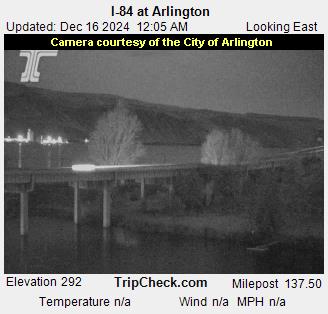 I-84 at Arlington
Updated: Dec 16 2024 12:05 AM Looking East
Camera courtesy of the City of Arlington
Elevation 292 TripCheck.com Milepost 137.50
Temperature n/a Wind n/a MPH n/a